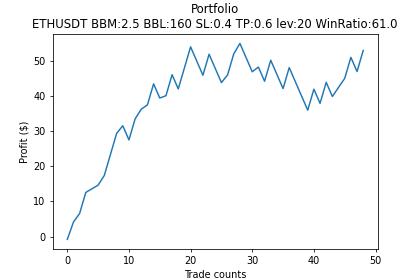 Portfolio
ETHUSDT BBM:2.5 BBL:160 SL:0.4 TP:0.6 lev:20 WinRatio:61.0
Profit ($)
50
40
30
20
10
0
0 10 20 30 40 50
Trade counts